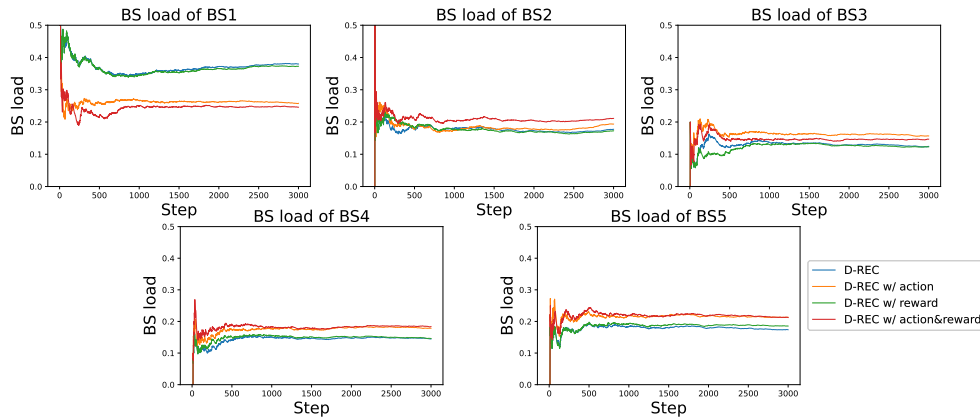 BS load of BS1
BS load
0.5
0.4
0.3
0.2
0.1
0.0
0 500 1000 1500 2000 2500 3000
Step
BS load of BS2
BS load
0.5
0.4
0.3
0.2
0.1
0.0
0 500 1000 1500 2000 2500 3000
Step
BS load of BS3
BS load
0.5
0.4
0.3
0.2
0.1
0.0
0 500 1000 1500 2000 2500 3000
Step
BS load of BS4
BS load
0.5
0.4
0.3
0.2
0.1
0.0
0 500 1000 1500 2000 2500 3000
Step
BS load of BS5
BS load
0.5
0.4
0.3
0.2
0.1
0.0
0 500 1000 1500 2000 2500 3000
Step
D-REC
D-REC w/ action
D-REC w/ reward
D-REC w/ action&reward